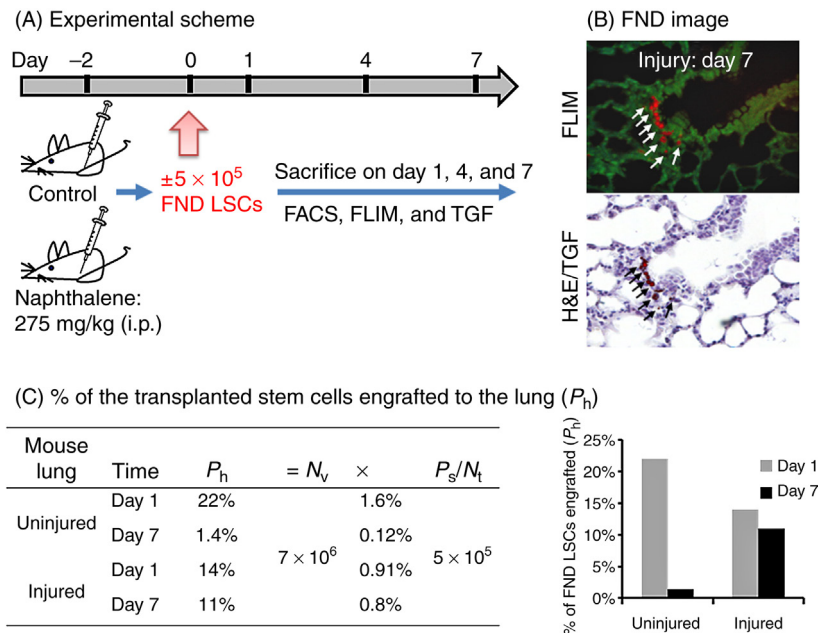 (A) Experimental scheme
Day –2 0 1 4 7
Control
±5 × 10⁵
FND LSCs
Sacrifice on day 1, 4, and 7
FACS, FLIM, and TGF
Naphthalene:
275 mg/kg (i.p.)
(B) FND image
Injury: day 7
FLIM
H&E/TGF
(C) % of the transplanted stem cells engrafted to the lung (Pₕ)
Mouse
lung Time Pₕ = Nᵥ × Pₛ/Nₜ
Uninjured
Day 1 22% 1.6%
Day 7 1.4% 0.12%
7 × 10⁶ 5 × 10⁵
Injured
Day 1 14% 0.91%
Day 7 11% 0.8%
% of FND LSCs engrafted (Pₕ)
25%
20%
15%
10%
5%
0%
Day 1
Day 7
Uninjured Injured